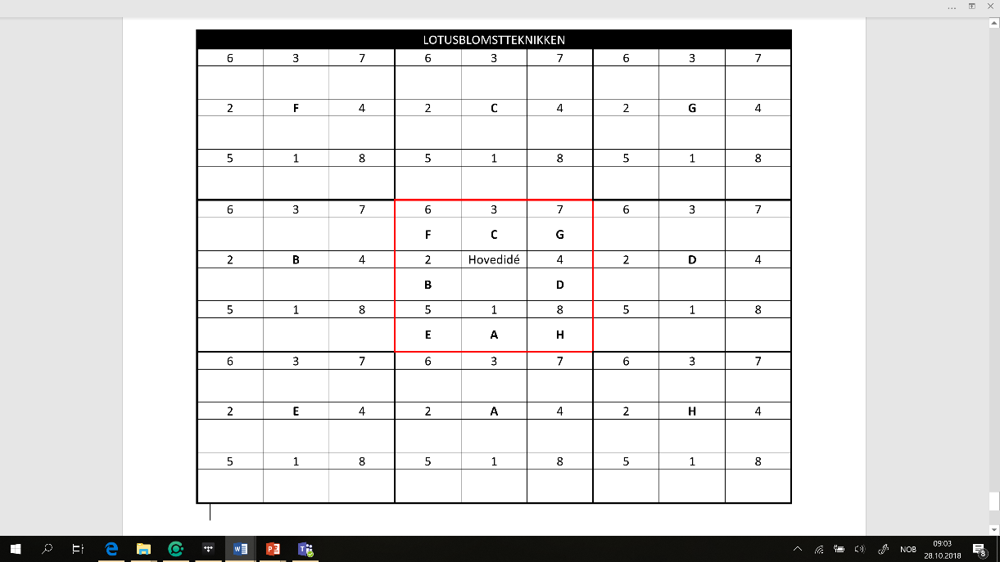 LOTUSBLOMSTTEKNIKKEN
6 3 7 6 3 7 6 3 7
2 F 4 2 C 4 2 G 4
5 1 8 5 1 8 5 1 8
6 3 7 6 3 7 6 3 7
F C G
2 B 4 2 Hovedidé 4 2 D 4
B D
5 1 8 5 1 8 5 1 8
E A H
6 3 7 6 3 7 6 3 7
2 E 4 2 A 4 2 H 4
5 1 8 5 1 8 5 1 8
NOB
09:03
28.10.2018
8